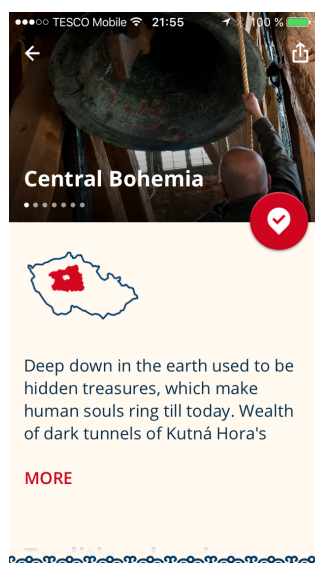 TESCO Mobile 21:55 100 %
Central Bohemia
Deep down in the earth used to be
hidden treasures, which make
human souls ring till today. Wealth
of dark tunnels of Kutná Hora's
MORE